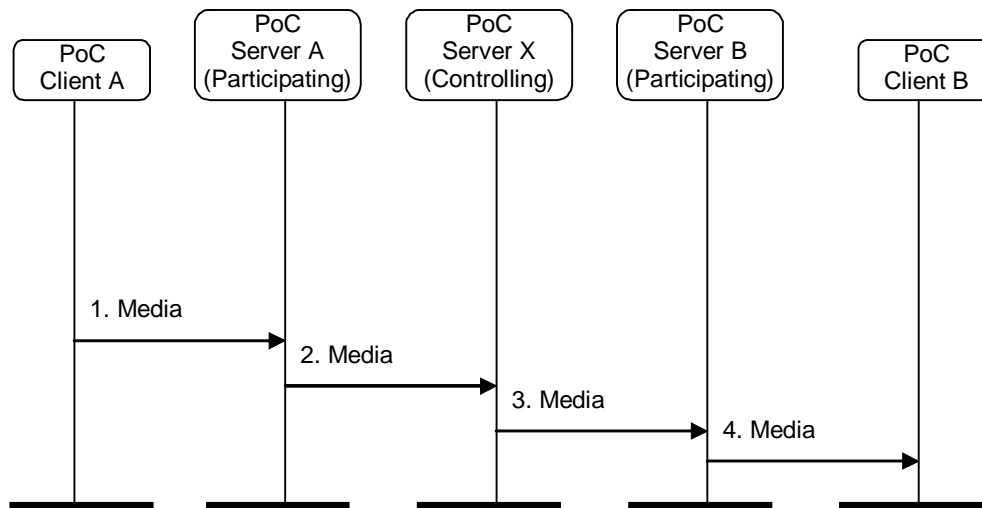 PoC
Client A
PoC
Server A
(Participating)
PoC
Server X
(Controlling)
PoC
Server B
(Participating)
PoC
Client B
1. Media
2. Media
3. Media
4. Media